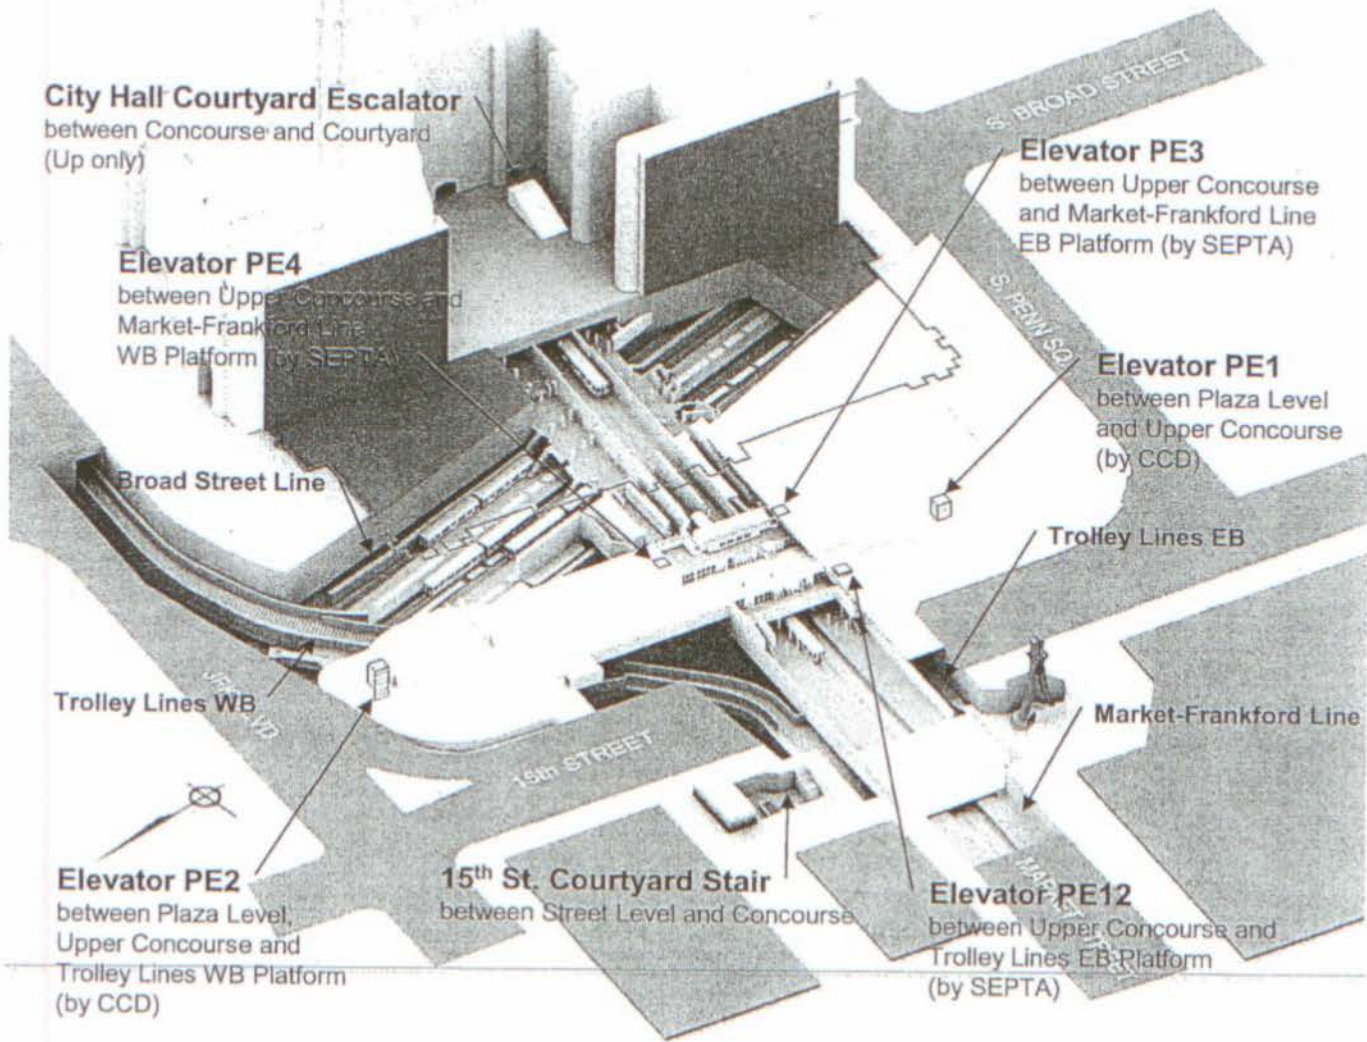 City Hall Courtyard Escalator
between Concourse and Courtyard
(Up only)
S. BROAD STREET
Elevator PE3
between Upper Concourse
and Market-Frankford Line
EB Platform (by SEPTA)
Elevator PE4
between Upper Concourse and
Market-Frankford Line
WB Platform (by SEPTA)
S. PENN SQ
Elevator PE1
between Plaza Level
and Upper Concourse
(by CCD)
Broad Street Line
Trolley Lines EB
Trolley Lines WB
15th STREET
Market-Frankford Line
Elevator PE2
between Plaza Level,
Upper Concourse and
Trolley Lines WB Platform
(by CCD)
15th St. Courtyard Stair
between Street Level and Concourse
Elevator PE12
between Upper Concourse and
Trolley Lines EB Platform
(by SEPTA)